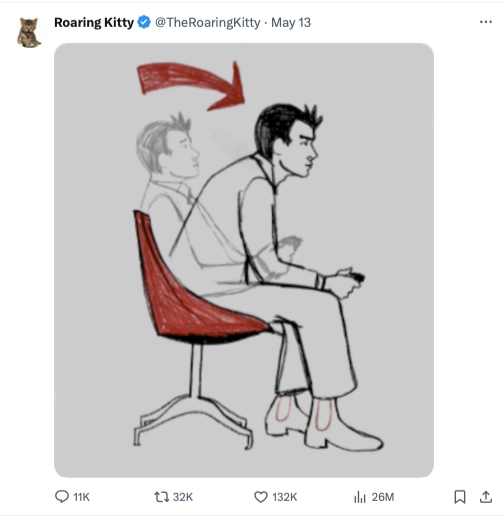 Roaring Kitty @TheRoaringKitty · May 13
11K 32K 132K 26M